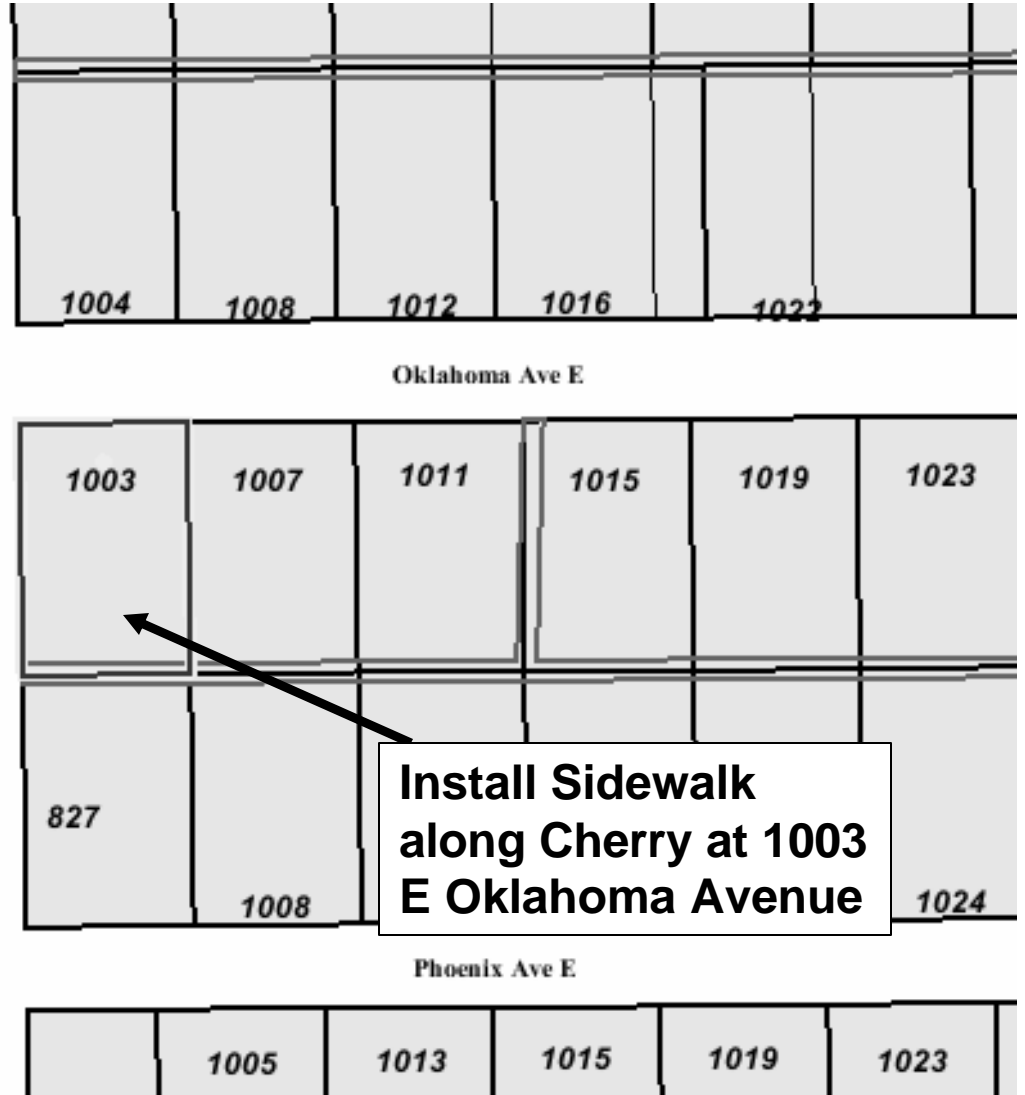 1004 1008 1012 1016 1022
Oklahoma Ave E
1003 1007 1011 1015 1019 1023
827
Install Sidewalk
along Cherry at 1003
E Oklahoma Avenue
1008 1024
Phoenix Ave E
1005 1013 1015 1019 1023